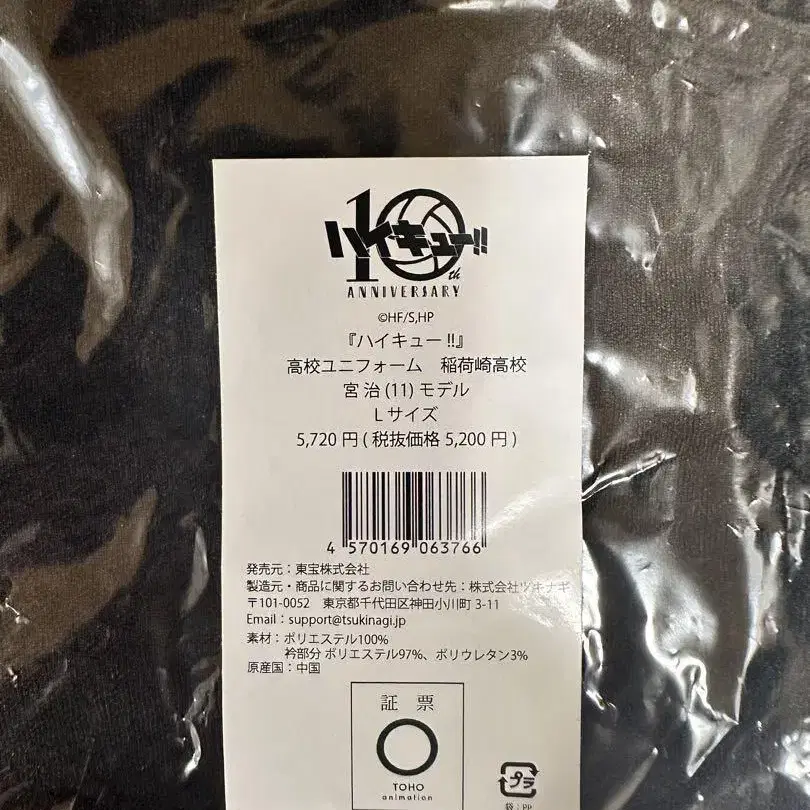 10th
ハイキュー!!
ANNIVERSARY
©HF/S,HP
『ハイキュー!!』
高校ユニフォーム　稲荷崎高校
宮 治 (11) モデル
Lサイズ
5,720 円 ( 税抜価格 5,200 円 )
4 570169 063766
発売元：東宝株式会社
製造元・商品に関するお問い合わせ先：株式会社ツキナギ
〒101-0052　東京都千代田区神田小川町 3-11
Email：support@tsukinagi.jp
素材：ポリエステル100%
衿部分 ポリエステル97%、ポリウレタン3%
原産国：中国
証 票
TOHO
animation
プラ
袋：PP